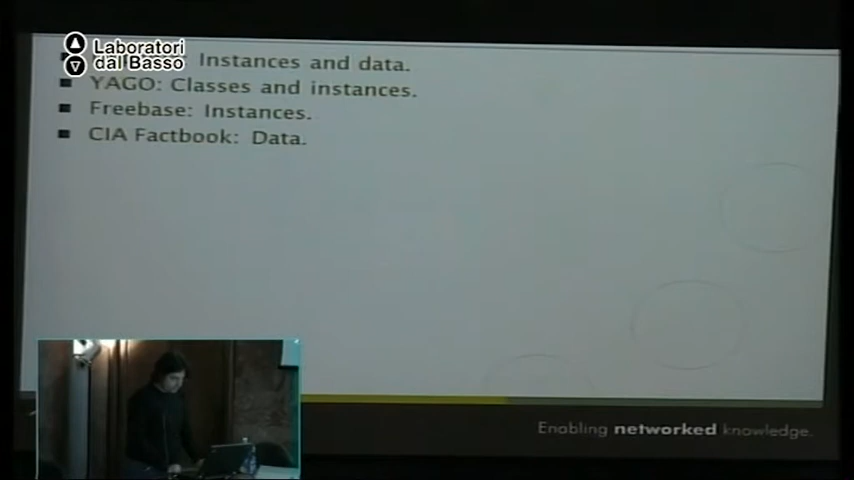 Laboratori
dal Basso
Instances and data.
YAGO: Classes and instances.
Freebase: Instances.
CIA Factbook: Data.
Enabling networked knowledge.